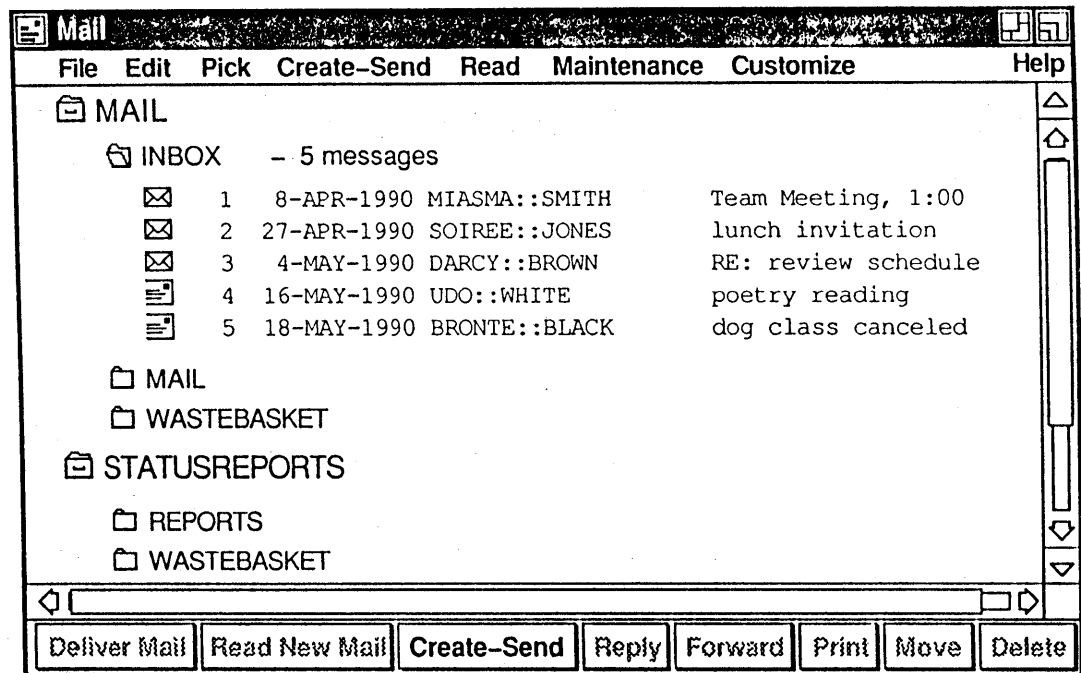 Mail
File Edit Pick Create–Send Read Maintenance Customize Help
MAIL
INBOX – 5 messages
1 8-APR-1990 MIASMA::SMITH Team Meeting, 1:00
2 27-APR-1990 SOIREE::JONES lunch invitation
3 4-MAY-1990 DARCY::BROWN RE: review schedule
4 16-MAY-1990 UDO::WHITE poetry reading
5 18-MAY-1990 BRONTE::BLACK dog class canceled
MAIL
WASTEBASKET
STATUSREPORTS
REPORTS
WASTEBASKET
Deliver Mail Read New Mail Create–Send Reply Forward Print Move Delete